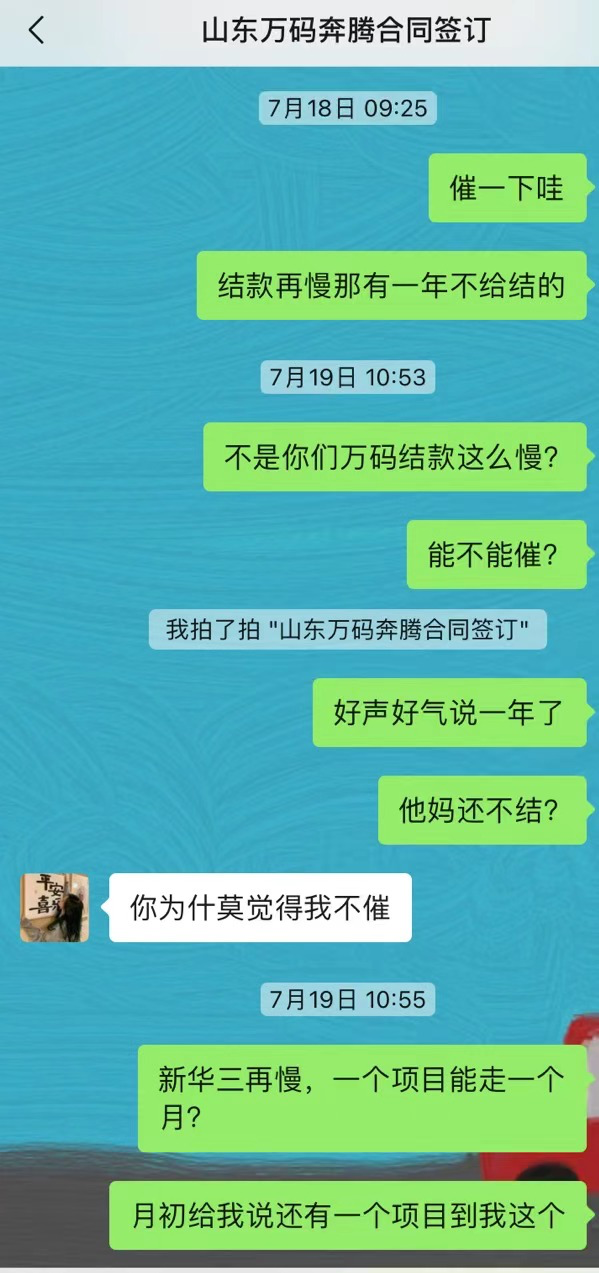 山东万码奔腾合同签订
7月18日 09:25
催一下哇
结款再慢那有一年不给结的
7月19日 10:53
不是你们万码结款这么慢?
能不能催?
我拍了拍 "山东万码奔腾合同签订"
好声好气说一年了
他妈还不结?
平安
喜乐
你为什莫觉得我不催
7月19日 10:55
新华三再慢，一个项目能走一个
月?
月初给我说还有一个项目到我这个